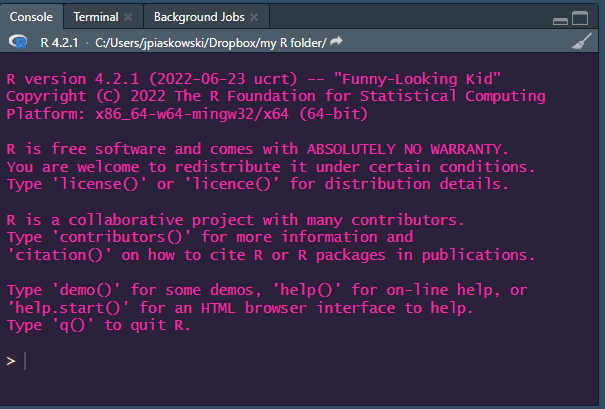 Console Terminal Background Jobs
R 4.2.1 · C:/Users/jpiaskowski/Dropbox/my R folder/
R version 4.2.1 (2022-06-23 ucrt) -- "Funny-Looking Kid"
Copyright (C) 2022 The R Foundation for Statistical Computing
Platform: x86_64-w64-mingw32/x64 (64-bit)
R is free software and comes with ABSOLUTELY NO WARRANTY.
You are welcome to redistribute it under certain conditions.
Type 'license()' or 'licence()' for distribution details.
R is a collaborative project with many contributors.
Type 'contributors()' for more information and
'citation()' on how to cite R or R packages in publications.
Type 'demo()' for some demos, 'help()' for on-line help, or
'help.start()' for an HTML browser interface to help.
Type 'q()' to quit R.
>